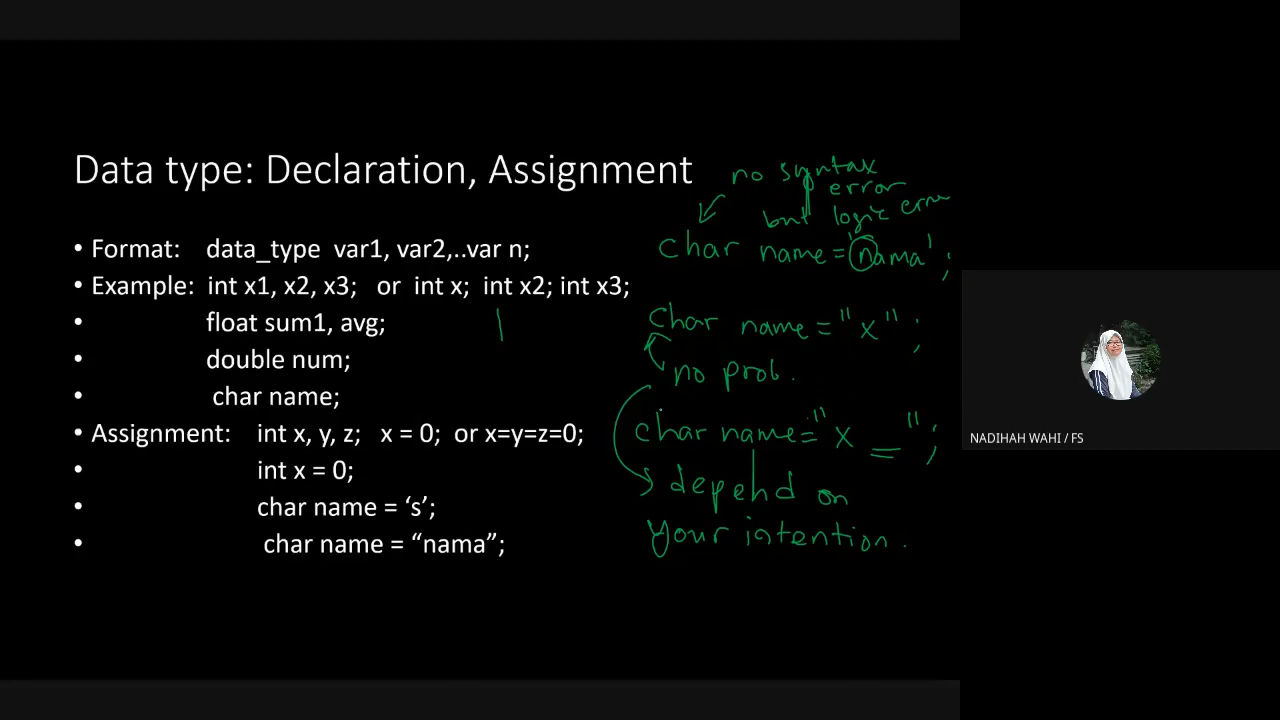 Data type: Declaration, Assignment
• Format: data_type var1, var2,..var n;
• Example: int x1, x2, x3; or int x; int x2; int x3;
• float sum1, avg;
• double num;
• char name;
• Assignment: int x, y, z; x = 0; or x=y=z=0;
• int x = 0;
• char name = ‘s’;
• char name = “nama”;
no syntax
error
but logic error
char name='nama';
char name="x";
no prob.
char name="x _";
depend on
your intention.
NADIHAH WAHI / FS